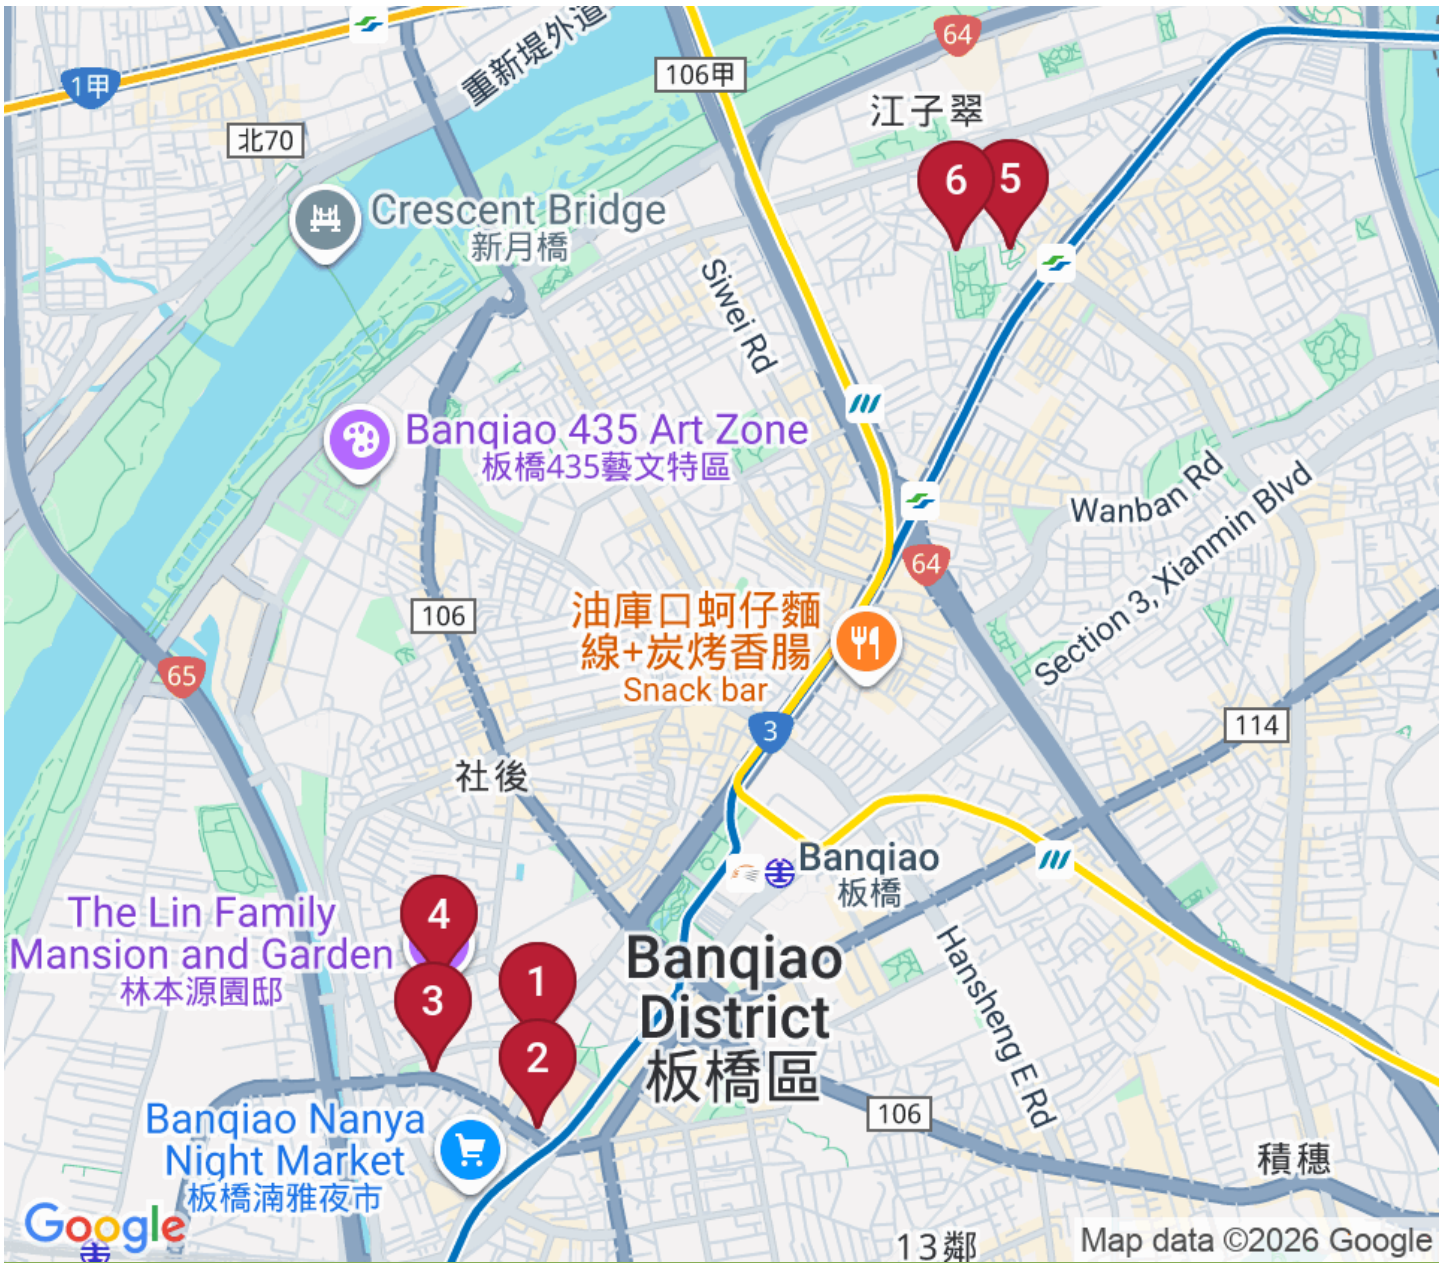 64
重新堤外道
106甲
1甲
江子翠
北70
6
5
Crescent Bridge
新月橋
Siwei Rd
Banqiao 435 Art Zone
板橋435藝文特區
Wanban Rd
Section 3, Xianmin Blvd
64
油庫口蚵仔麵
線+炭烤香腸
Snack bar
106
65
3
114
社後
Banqiao
板橋
The Lin Family
Mansion and Garden
林本源園邸
4
3
1
2
Banqiao
District
板橋區
Hansheng E Rd
Banqiao Nanya
Night Market
板橋湳雅夜市
106
積穗
13鄰
Google
Map data ©2026 Google